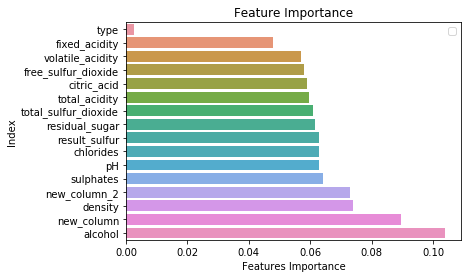 Feature Importance
type
fixed_acidity
volatile_acidity
free_sulfur_dioxide
citric_acid
total_acidity
total_sulfur_dioxide
residual_sugar
result_sulfur
chlorides
pH
sulphates
new_column_2
density
new_column
alcohol
Index
0.00 0.02 0.04 0.06 0.08 0.10
Features Importance